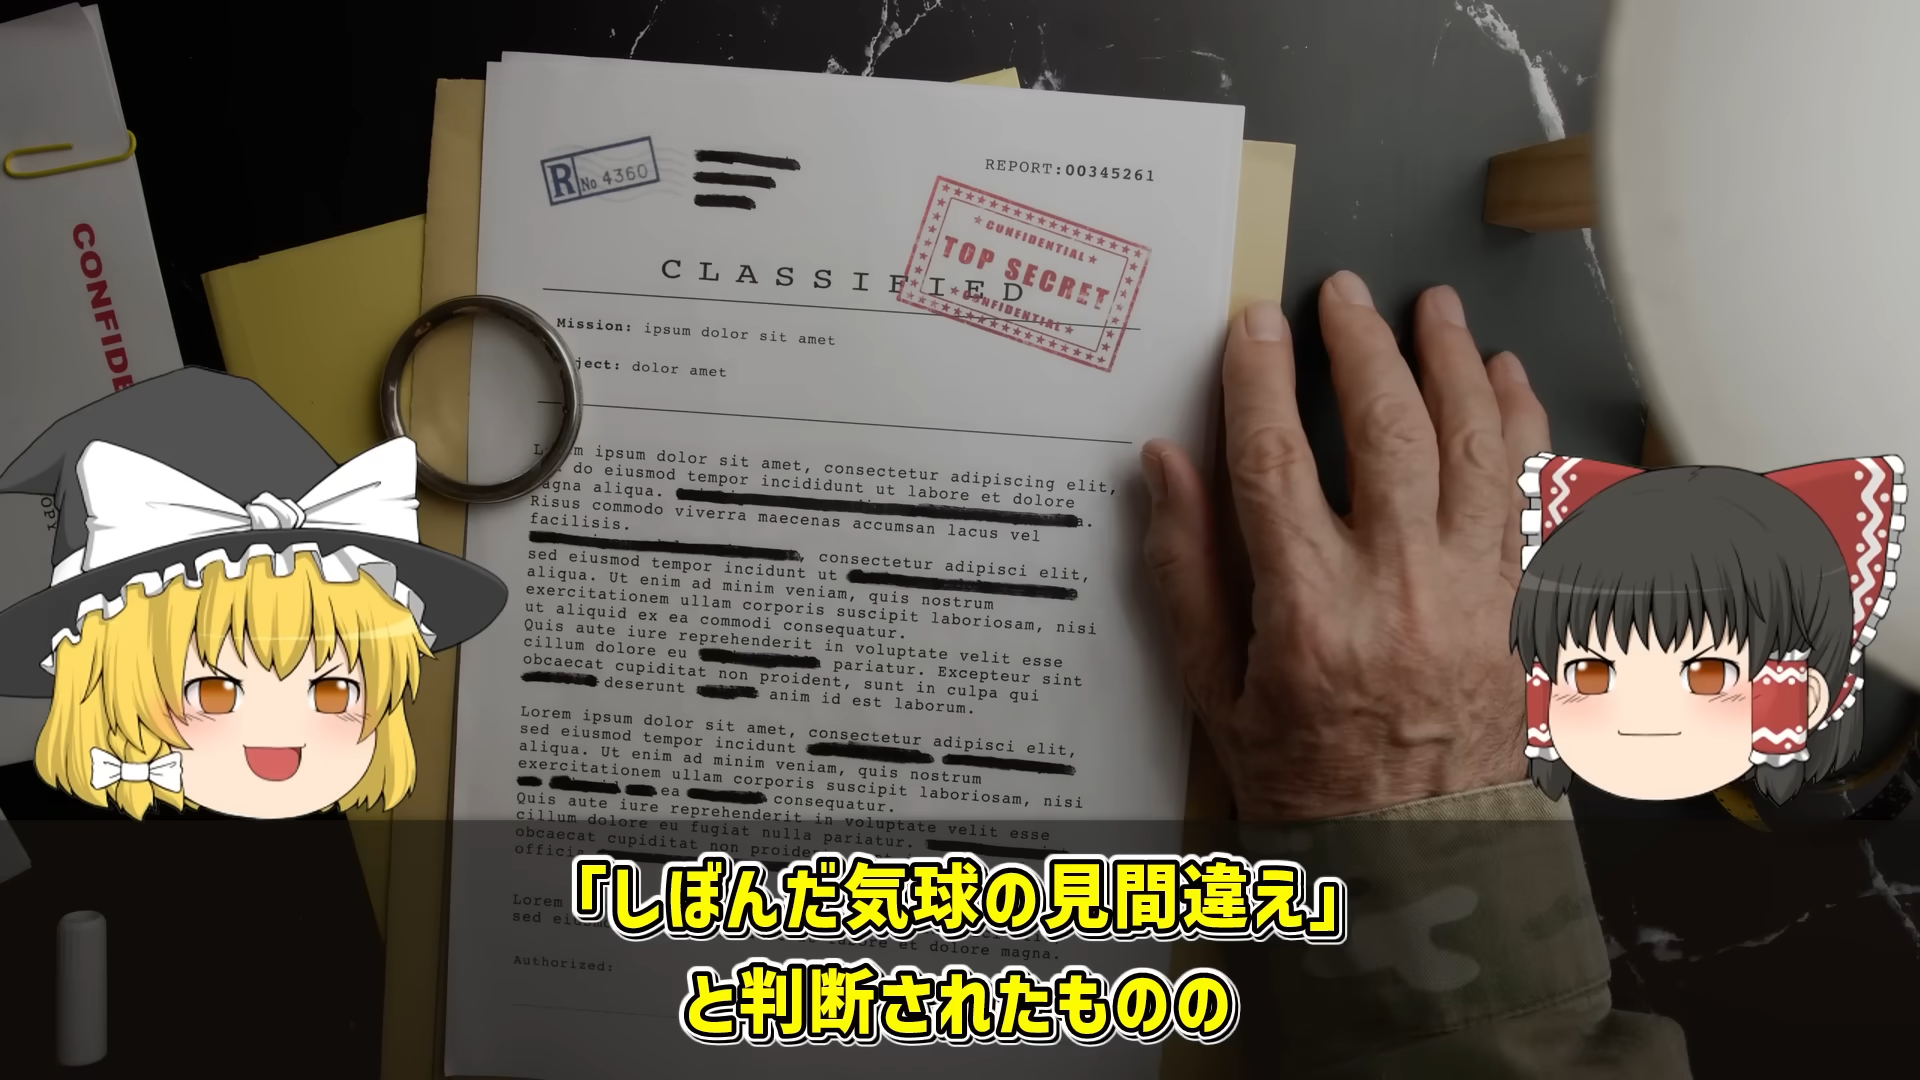 CONFIDE
R No.4360
REPORT:00345261
CONFIDENTIAL
TOP SECRET
CONFIDENTIAL
CLASSIFIED
Mission: ipsum dolor sit amet
ject: dolor amet
m ipsum dolor sit amet, consectetur adipiscing elit,
do eiusmod tempor incididunt ut labore et dolore
agna aliqua.
Risus commodo viverra maecenas accumsan lacus vel
facilisis.
, consectetur adipisci elit,
sed eiusmod tempor incidunt ut
aliqua. Ut enim ad minim veniam, quis nostrum
exercitationem ullam corporis suscipit laboriosam, nisi
ut aliquid ex ea commodi consequatur.
Quis aute iure reprehenderit in voluptate velit esse
cillum dolore eu pariatur. Excepteur sint
obcaecat cupiditat non proident, sunt in culpa qui
deserunt anim id est laborum.
Lorem ipsum dolor sit amet, consectetur adipisci elit,
sed eiusmod tempor incidunt
aliqua. Ut enim ad minim veniam, quis nostrum
exercitationem ullam corporis suscipit laboriosam, nisi
ea consequatur.
Quis aute iure reprehenderit in voluptate velit esse
cillum dolore eu fugiat nulla pariatur.
obcaecat cupiditat non proide
officia
Lorem
sed
et dolore magna.
Authorized:
「しぼんだ気球の見間違え」
と判断されたものの